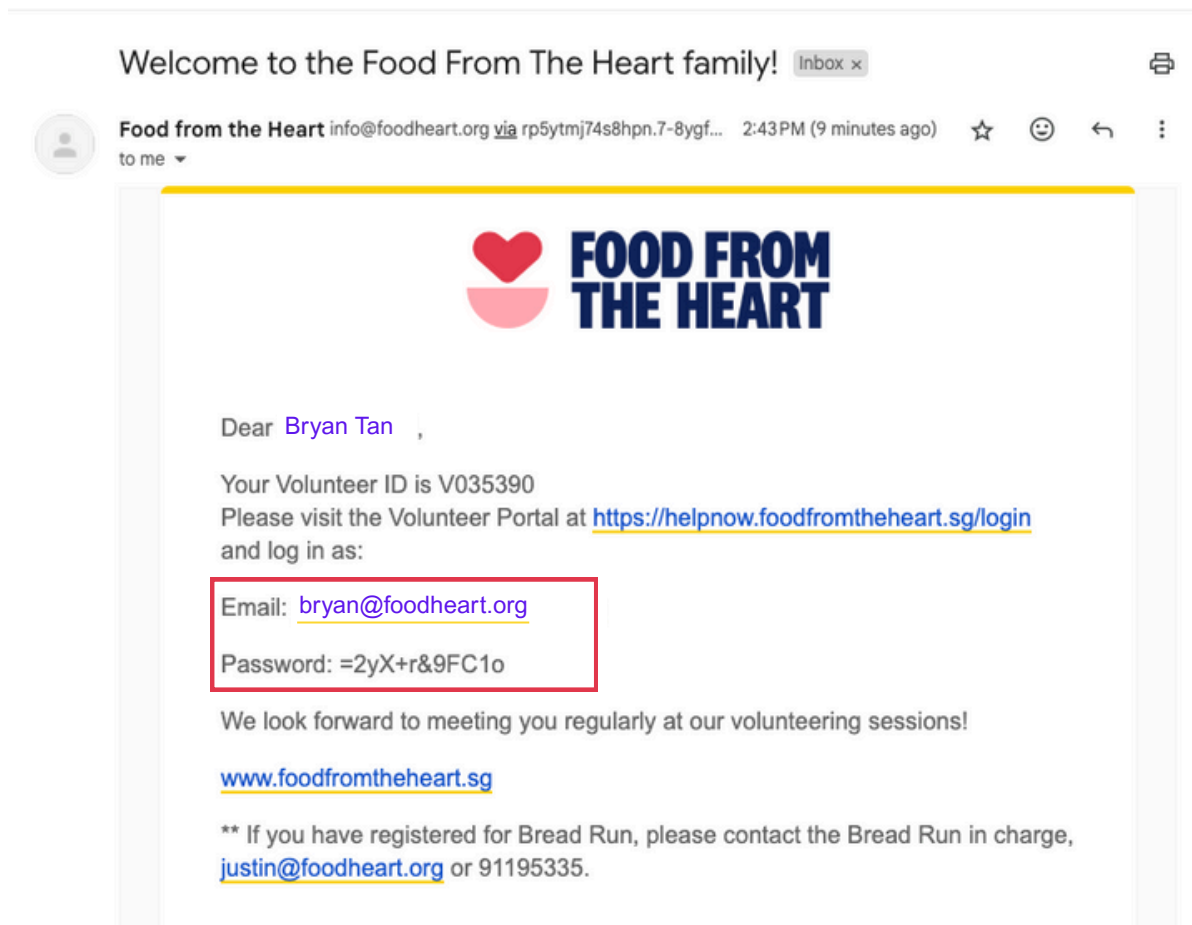 Welcome to the Food From The Heart family! Inbox ×
Food from the Heart info@foodheart.org via rp5ytmj74s8hpn.7-8ygf... 2:43 PM (9 minutes ago)
to me
FOOD FROM
THE HEART
Dear Bryan Tan ,
Your Volunteer ID is V035390
Please visit the Volunteer Portal at https://helpnow.foodfromtheheart.sg/login
and log in as:
Email: bryan@foodheart.org
Password: =2yX+r&9FC1o
We look forward to meeting you regularly at our volunteering sessions!
www.foodfromtheheart.sg
** If you have registered for Bread Run, please contact the Bread Run in charge,
justin@foodheart.org or 91195335.